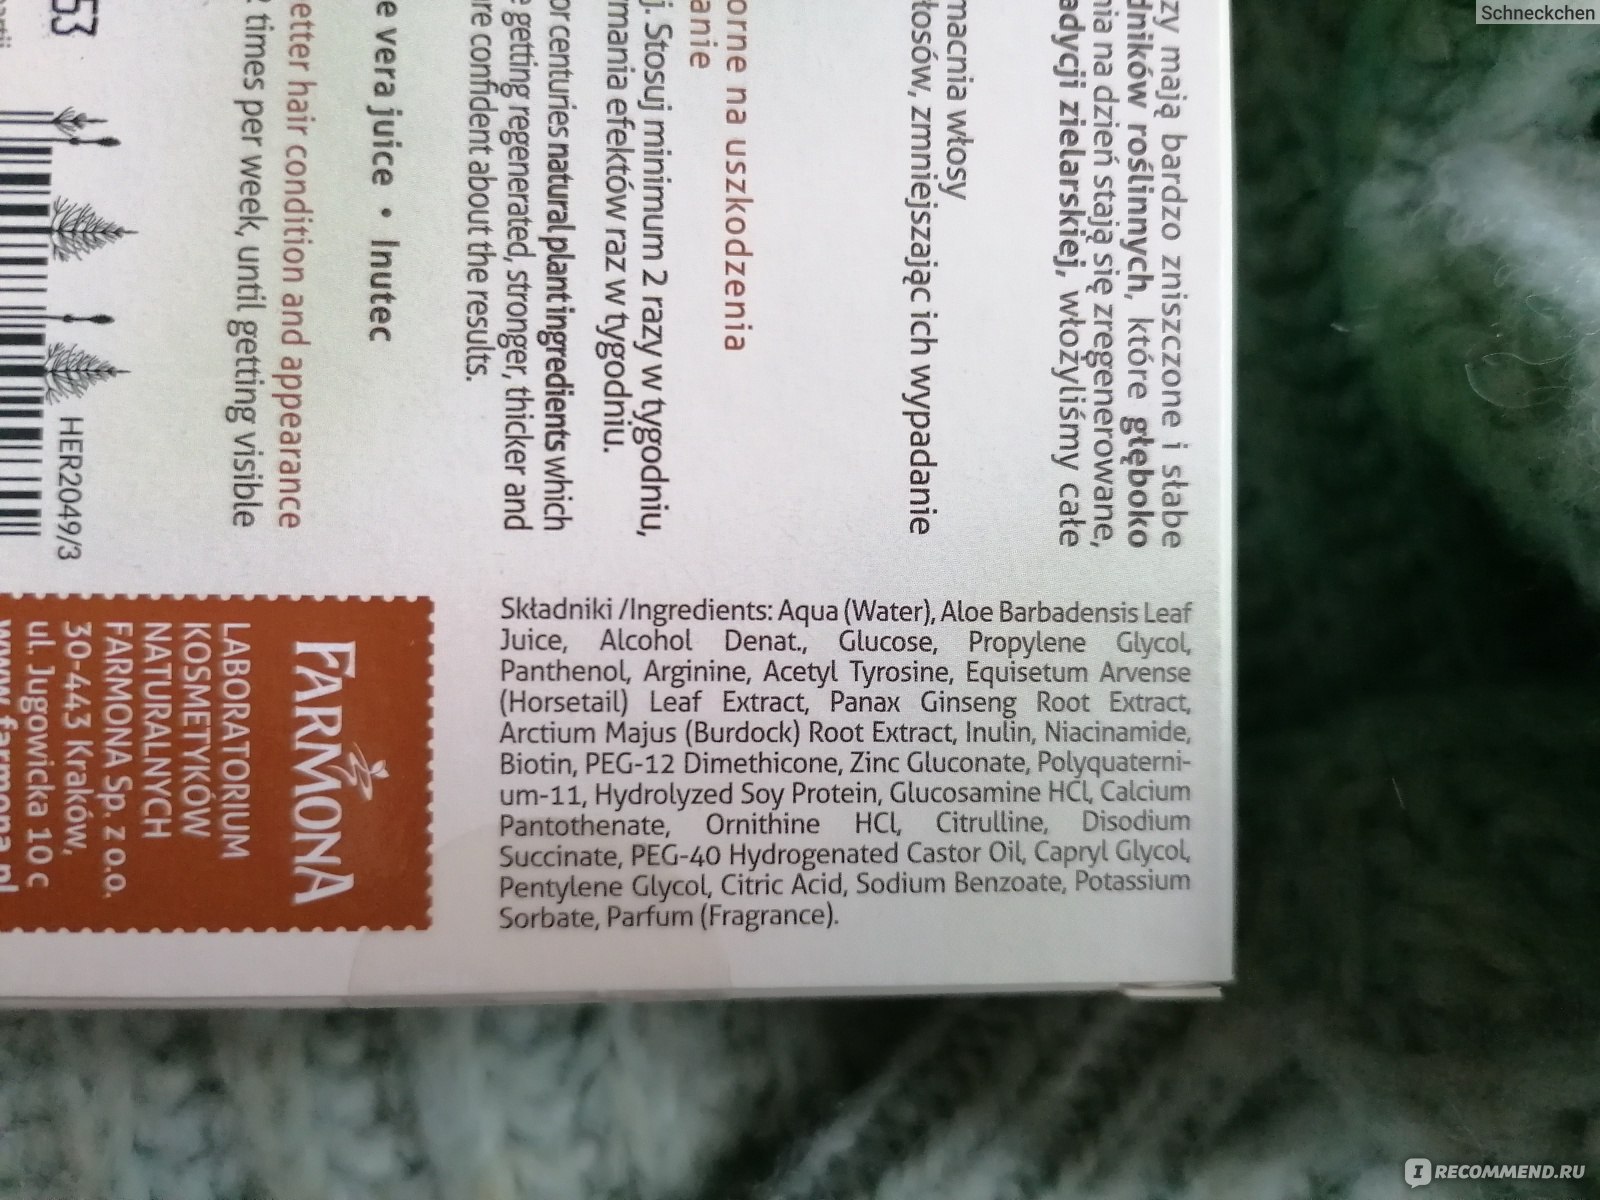 Schneckchen
zy mają bardzo zniszczone i słabe
dników roślinnych, które głęboko
nia na dzień stają się zregenerowane,
adycji zielarskiej, włożyliśmy całe
macnia włosy
łosów, zmniejszając ich wypadanie
orne na uszkodzenia
anie
j. Stosuj minimum 2 razy w tygodniu,
mania efektów raz w tygodniu.
or centuries natural plant ingredients which
e getting regenerated, stronger, thicker and
re confident about the results.
e vera juice • Inutec
etter hair condition and appearance
2 times per week, until getting visible
53
HER2049/3
Składniki /Ingredients: Aqua (Water), Aloe Barbadensis Leaf
Juice, Alcohol Denat., Glucose, Propylene Glycol,
Panthenol, Arginine, Acetyl Tyrosine, Equisetum Arvense
(Horsetail) Leaf Extract, Panax Ginseng Root Extract,
Arctium Majus (Burdock) Root Extract, Inulin, Niacinamide,
Biotin, PEG-12 Dimethicone, Zinc Gluconate, Polyquaterni-
um-11, Hydrolyzed Soy Protein, Glucosamine HCl, Calcium
Pantothenate, Ornithine HCl, Citrulline, Disodium
Succinate, PEG-40 Hydrogenated Castor Oil, Capryl Glycol,
Pentylene Glycol, Citric Acid, Sodium Benzoate, Potassium
Sorbate, Parfum (Fragrance).
FARMONA
LABORATORIUM
KOSMETYKÓW
NATURALNYCH
FARMONA Sp. z o.o.
30-443 Kraków,
ul. Jugowicka 10 c
www.farmona.pl
IRECOMMEND.RU